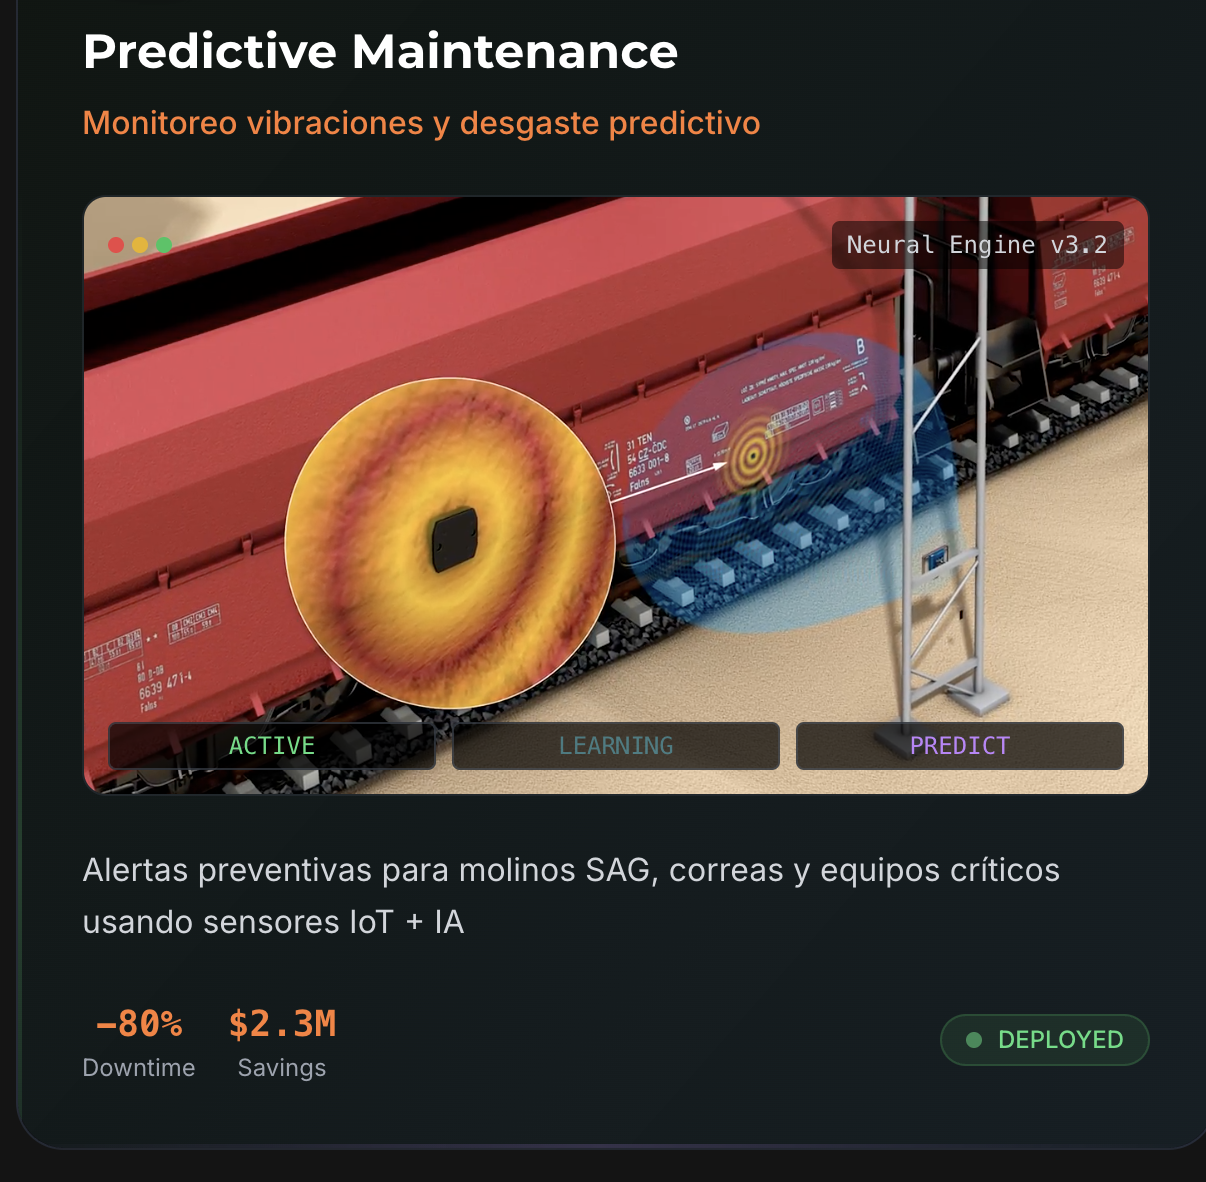 Predictive Maintenance
Monitoreo vibraciones y desgaste predictivo
Neural Engine v3.2
B
31 TEN
54 CZ-ČDC
6633 001-8
Falns
6639 471-4
Falns
ACTIVE
LEARNING
PREDICT
Alertas preventivas para molinos SAG, correas y equipos críticos
usando sensores IoT + IA
−80%
$2.3M
Downtime
Savings
DEPLOYED